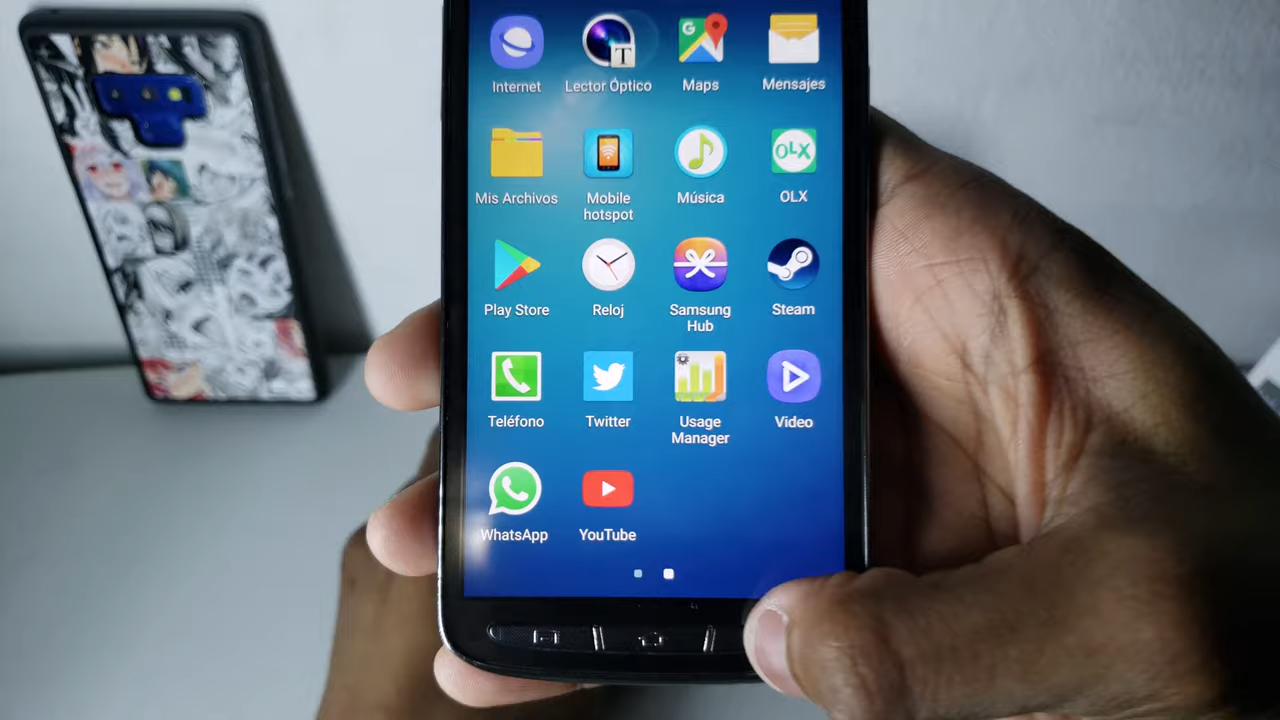 T
G
Internet
Lector Óptico
Maps
Mensajes
OLX
Mis Archivos
Mobile
hotspot
Música
OLX
Play Store
Reloj
Samsung
Hub
Steam
Teléfono
Twitter
Usage
Manager
Video
WhatsApp
YouTube